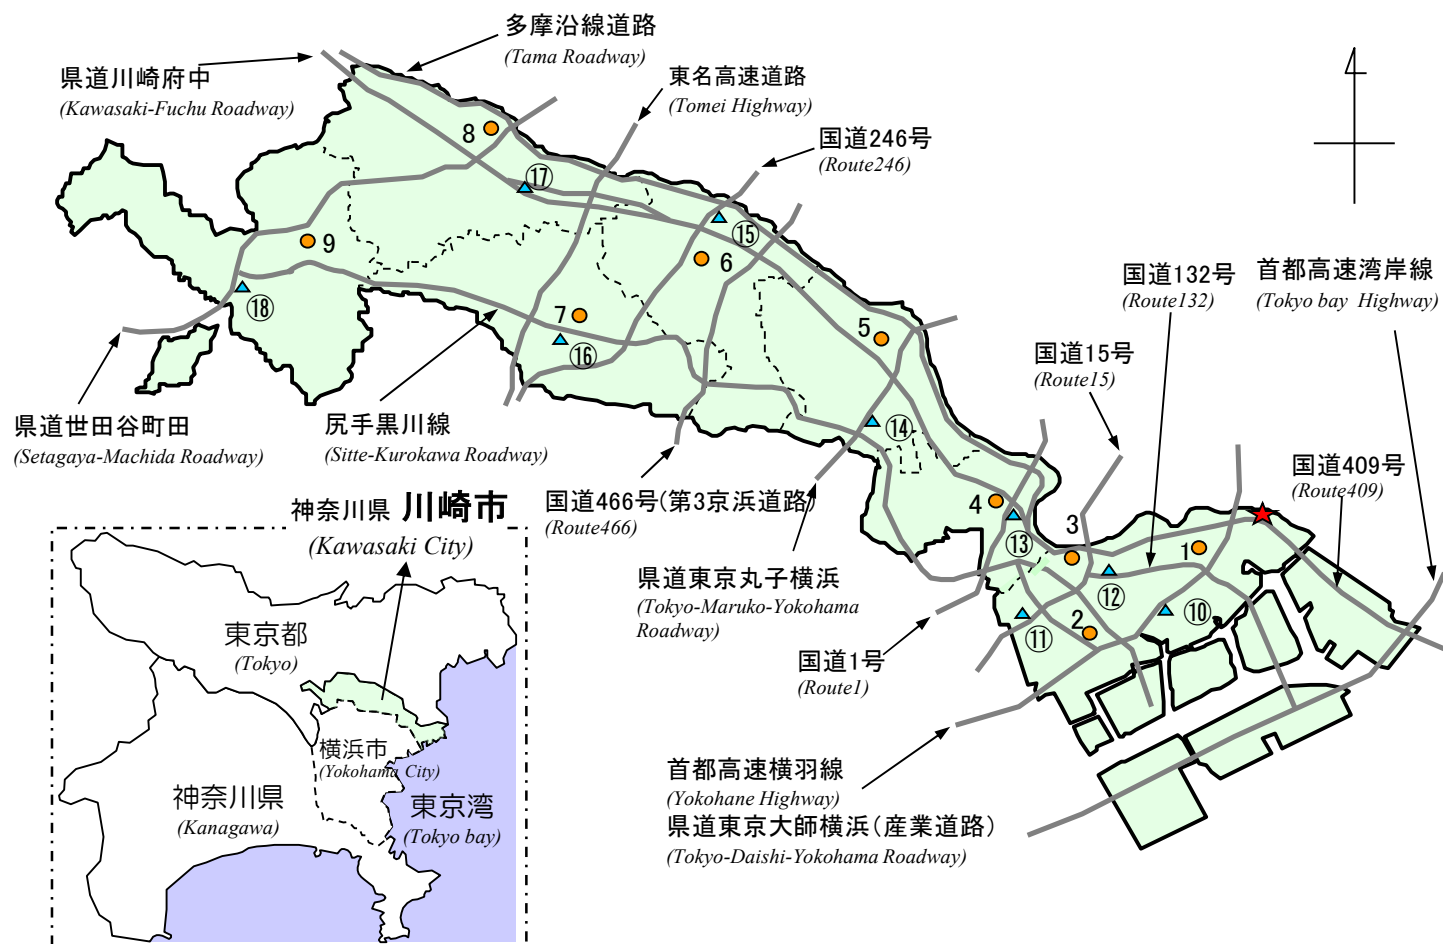 多摩沿線道路
(Tama Roadway)
県道川崎府中
(Kawasaki-Fuchu Roadway)
東名高速道路
(Tomei Highway)
国道246号
(Route246)
8
⑰
⑮
9
6
⑱
7
⑯
5
国道132号
(Route132)
首都高速湾岸線
(Tokyo bay Highway)
国道15号
(Route15)
県道世田谷町田
(Setagaya-Machida Roadway)
尻手黒川線
(Sitte-Kurokawa Roadway)
⑭
国道409号
(Route409)
国道466号(第3京浜道路)
(Route466)
4
⑬
3
1
⑫
⑩
2
⑪
県道東京丸子横浜
(Tokyo-Maruko-Yokohama
Roadway)
国道1号
(Route1)
首都高速横羽線
(Yokohane Highway)
県道東京大師横浜(産業道路)
(Tokyo-Daishi-Yokohama Roadway)
神奈川県 川崎市
(Kawasaki City)
東京都
(Tokyo)
横浜市
(Yokohama City)
神奈川県
(Kanagawa)
東京湾
(Tokyo bay)